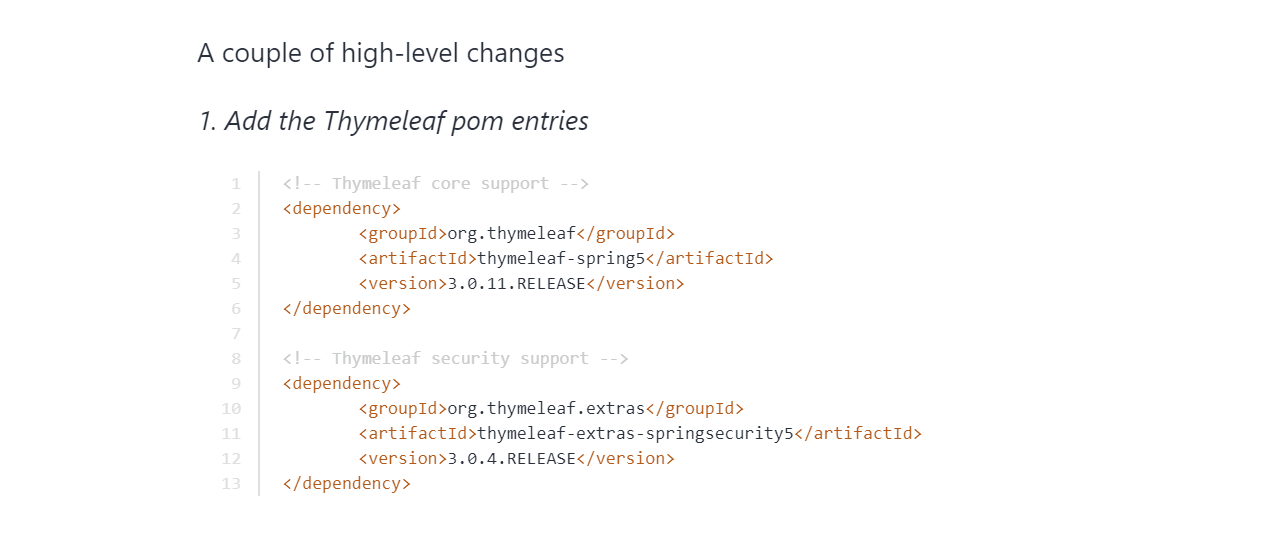 A couple of high-level changes
1. Add the Thymeleaf pom entries
1 <!-- Thymeleaf core support -->
2 <dependency>
3 <groupId>org.thymeleaf</groupId>
4 <artifactId>thymeleaf-spring5</artifactId>
5 <version>3.0.11.RELEASE</version>
6 </dependency>
7
8 <!-- Thymeleaf security support -->
9 <dependency>
10 <groupId>org.thymeleaf.extras</groupId>
11 <artifactId>thymeleaf-extras-springsecurity5</artifactId>
12 <version>3.0.4.RELEASE</version>
13 </dependency>